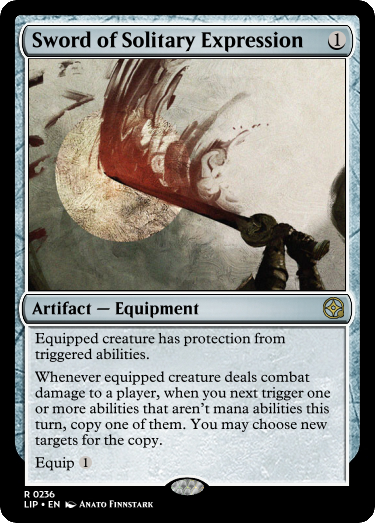 Sword of Solitary Expression 1
Artifact — Equipment
Equipped creature has protection from
triggered abilities.
Whenever equipped creature deals combat
damage to a player, when you next trigger one
or more abilities that aren't mana abilities this
turn, copy one of them. You may choose new
targets for the copy.
Equip 1
R 0236
LIP • EN Anato Finnstark